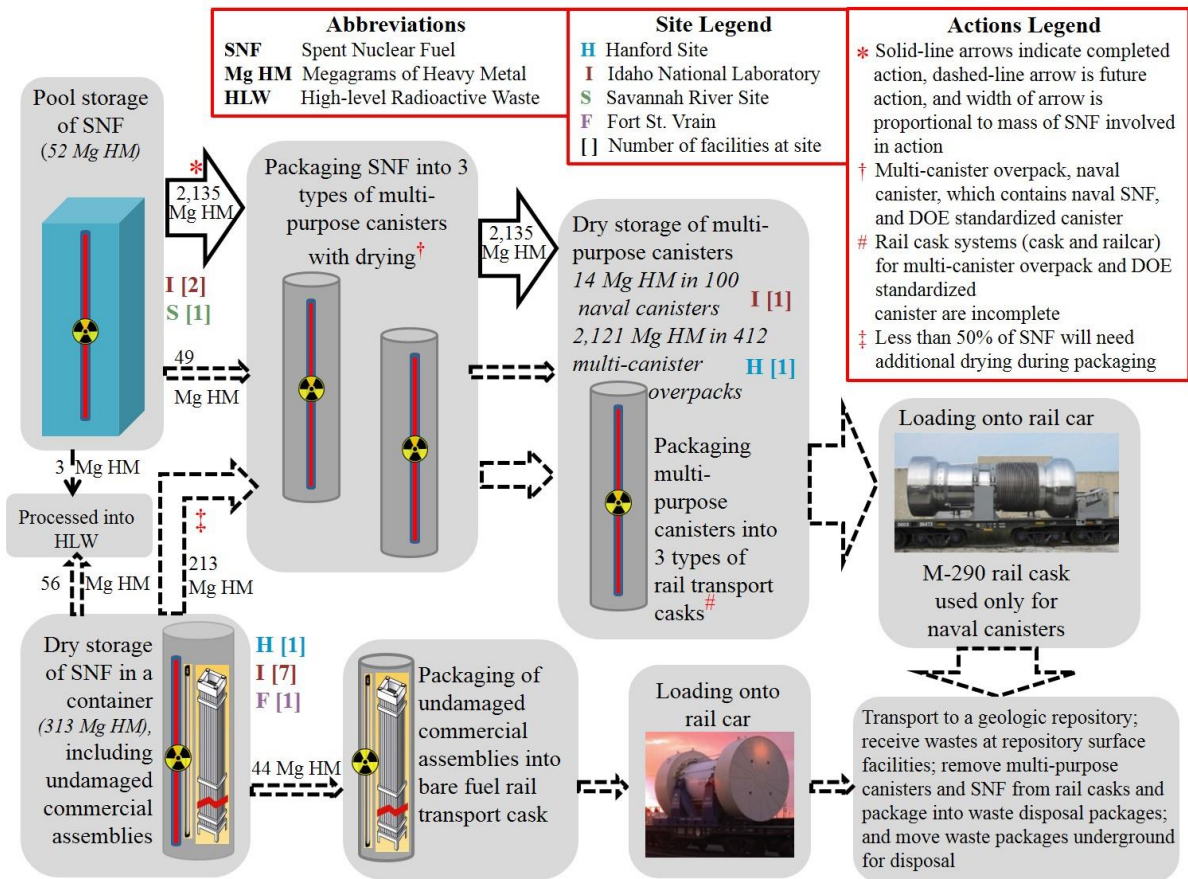 Abbreviations
SNF Spent Nuclear Fuel
Mg HM Megagrams of Heavy Metal
HLW High-level Radioactive Waste
Site Legend
H Hanford Site
I Idaho National Laboratory
S Savannah River Site
F Fort St. Vrain
[ ] Number of facilities at site
Actions Legend
* Solid-line arrows indicate completed
action, dashed-line arrow is future
action, and width of arrow is
proportional to mass of SNF involved
in action
† Multi-canister overpack, naval
canister, which contains naval SNF,
and DOE standardized canister
# Rail cask systems (cask and railcar)
for multi-canister overpack and DOE
standardized
canister are incomplete
‡ Less than 50% of SNF will need
additional drying during packaging
Pool storage
of SNF
(52 Mg HM)
*
2,135
Mg HM
I [2]
S [1]
49
Mg HM
3 Mg HM
Processed into
HLW
56 Mg HM
‡
213
Mg HM
Packaging SNF into 3
types of multi-
purpose canisters
with drying†
2,135
Mg HM
Dry storage of multi-
purpose canisters
14 Mg HM in 100
naval canisters
I [1]
2,121 Mg HM in 412
multi-canister
overpacks
H [1]
Packaging
multi-
purpose
canisters into
3 types of
rail transport
casks#
Loading onto rail car
M-290 rail cask
used only for
naval canisters
Dry storage
of SNF in a
container
(313 Mg HM),
including
undamaged
commercial
assemblies
H [1]
I [7]
F [1]
44 Mg HM
Packaging of
undamaged
commercial
assemblies into
bare fuel rail
transport cask
Loading onto
rail car
Transport to a geologic repository;
receive wastes at repository surface
facilities; remove multi-purpose
canisters and SNF from rail casks and
package into waste disposal packages;
and move waste packages underground
for disposal